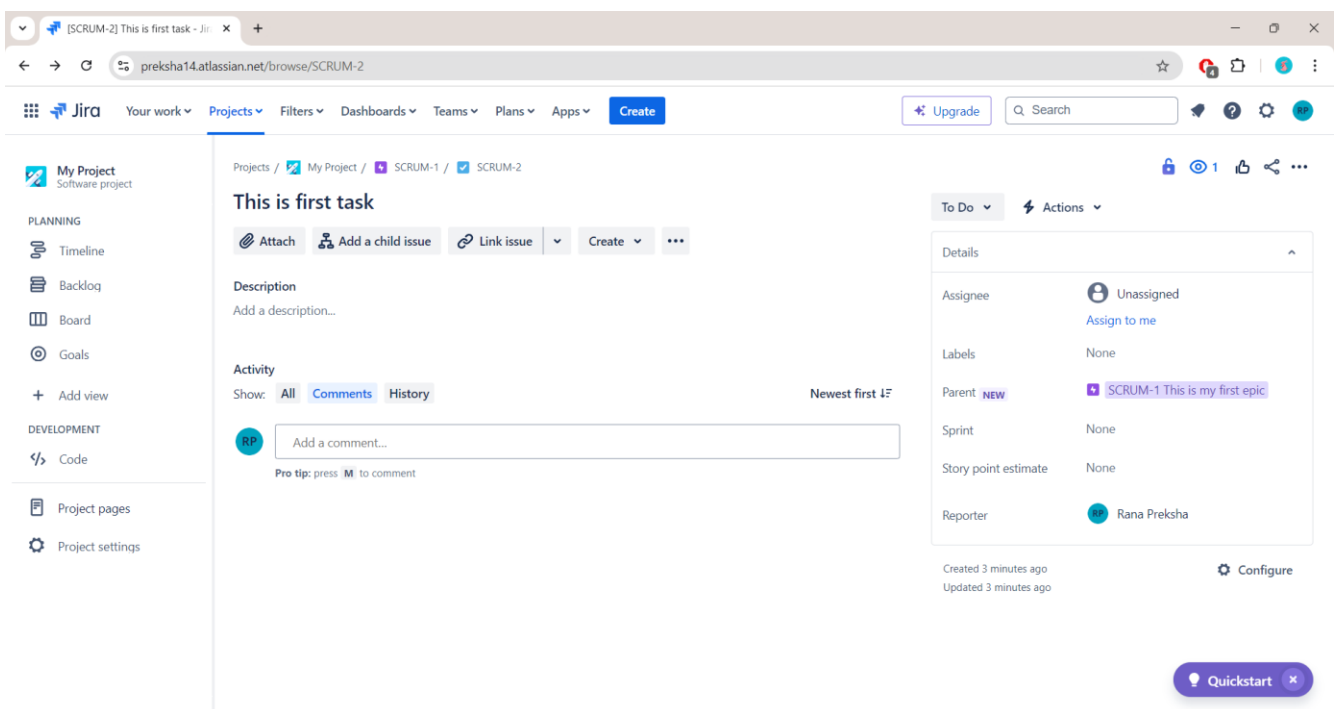 [SCRUM-2] This is first task - Jir
preksha14.atlassian.net/browse/SCRUM-2
4
S
Jira Your work Projects Filters Dashboards Teams Plans Apps Create Upgrade Search RP
My Project
Software project
PLANNING
Timeline
Backlog
Board
Goals
+ Add view
DEVELOPMENT
Code
Project pages
Project settings
Projects / My Project / SCRUM-1 / SCRUM-2
1
This is first task
Attach Add a child issue Link issue Create
Description
Add a description...
Activity
Show: All Comments History Newest first
RP Add a comment...
Pro tip: press M to comment
To Do Actions
Details
Assignee Unassigned
Assign to me
Labels None
Parent NEW SCRUM-1 This is my first epic
Sprint None
Story point estimate None
Reporter RP Rana Preksha
Created 3 minutes ago
Updated 3 minutes ago
Configure
Quickstart